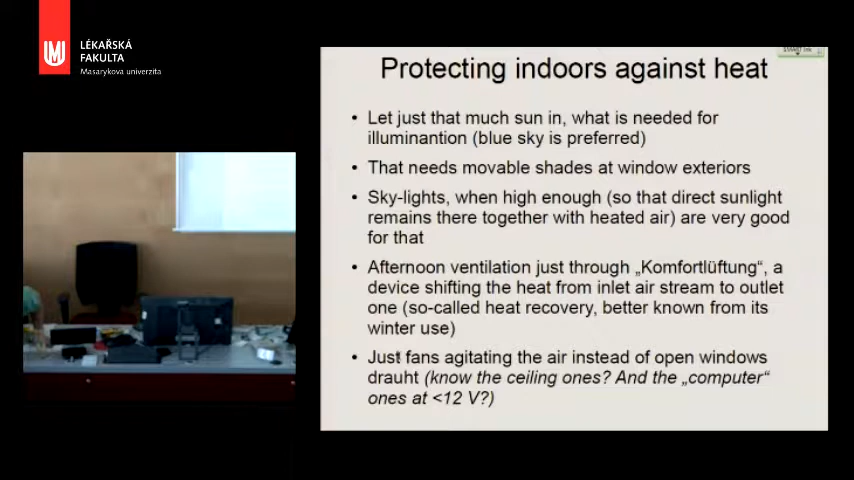 LÉKAŘSKÁ
FAKULTA
Masarykova univerzita
Protecting indoors against heat
• Let just that much sun in, what is needed for
illuminantion (blue sky is preferred)
• That needs movable shades at window exteriors
• Sky-lights, when high enough (so that direct sunlight
remains there together with heated air) are very good
for that
• Afternoon ventilation just through „Komfortlüftung“, a
device shifting the heat from inlet air stream to outlet
one (so-called heat recovery, better known from its
winter use)
• Just fans agitating the air instead of open windows
drauht (know the ceiling ones? And the „computer“
ones at <12 V?)